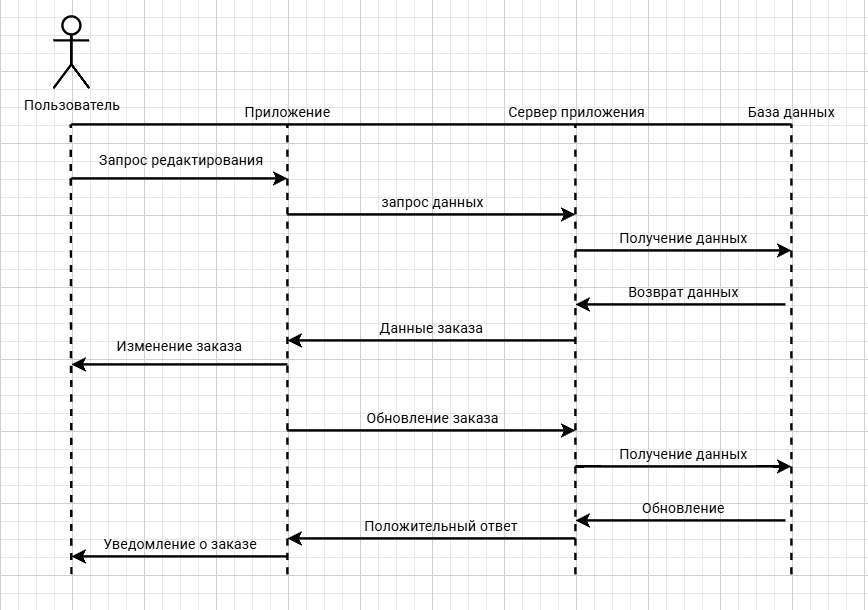 Пользователь
Приложение
Сервер приложения
База данных
Запрос редактирования
запрос данных
Получение данных
Возврат данных
Данные заказа
Изменение заказа
Обновление заказа
Получение данных
Обновление
Положительный ответ
Уведомление о заказе